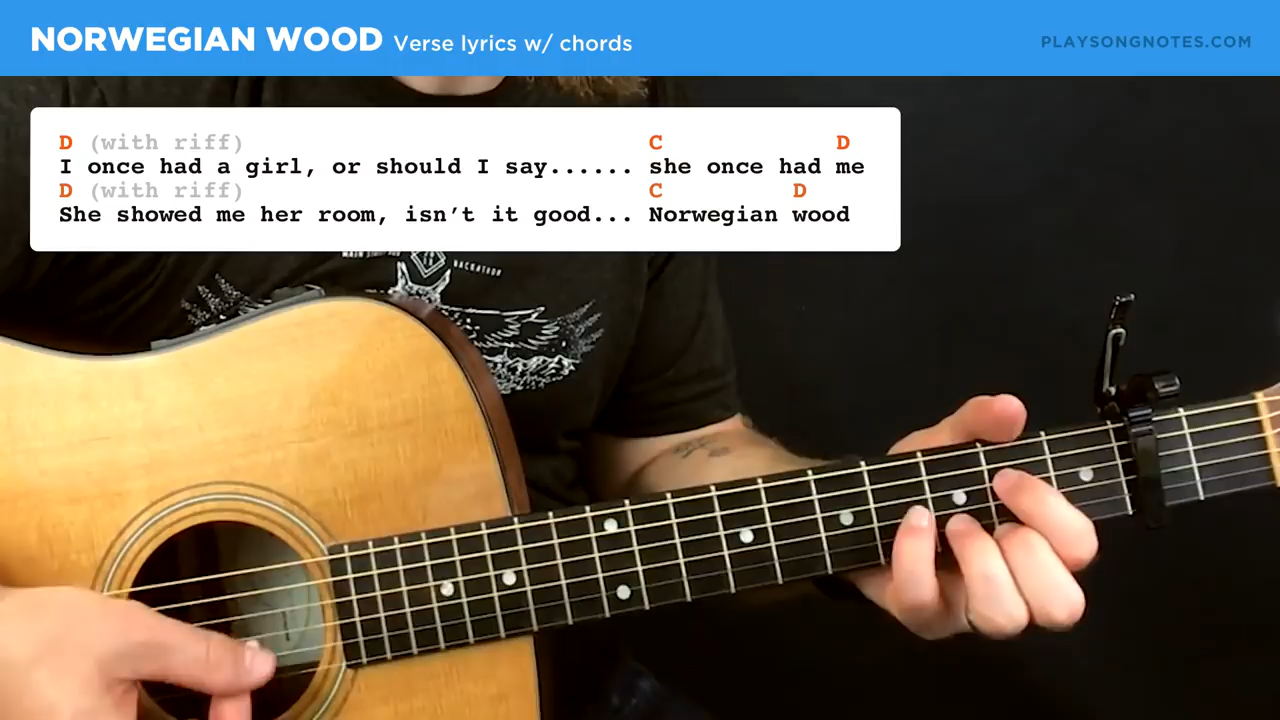 NORWEGIAN WOOD Verse lyrics w/ chords
PLAYSONGNOTES.COM
D (with riff) C D
I once had a girl, or should I say...... she once had me
D (with riff) C D
She showed me her room, isn’t it good... Norwegian wood